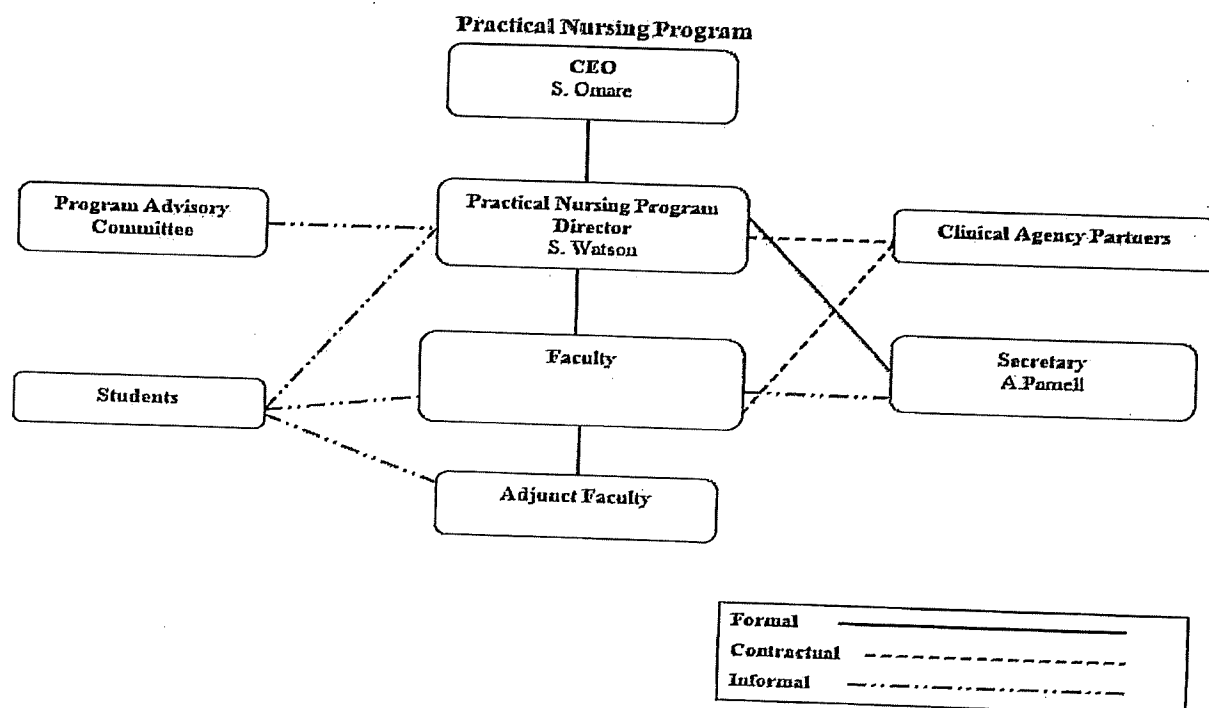 Practical Nursing Program
CEO
S. Omare
Program Advisory
Committee
Practical Nursing Program
Director
S. Watson
Clinical Agency Partners
Students
Faculty
Secretary
A.Parnell
Adjunct Faculty
Formal
Contractual
Informal